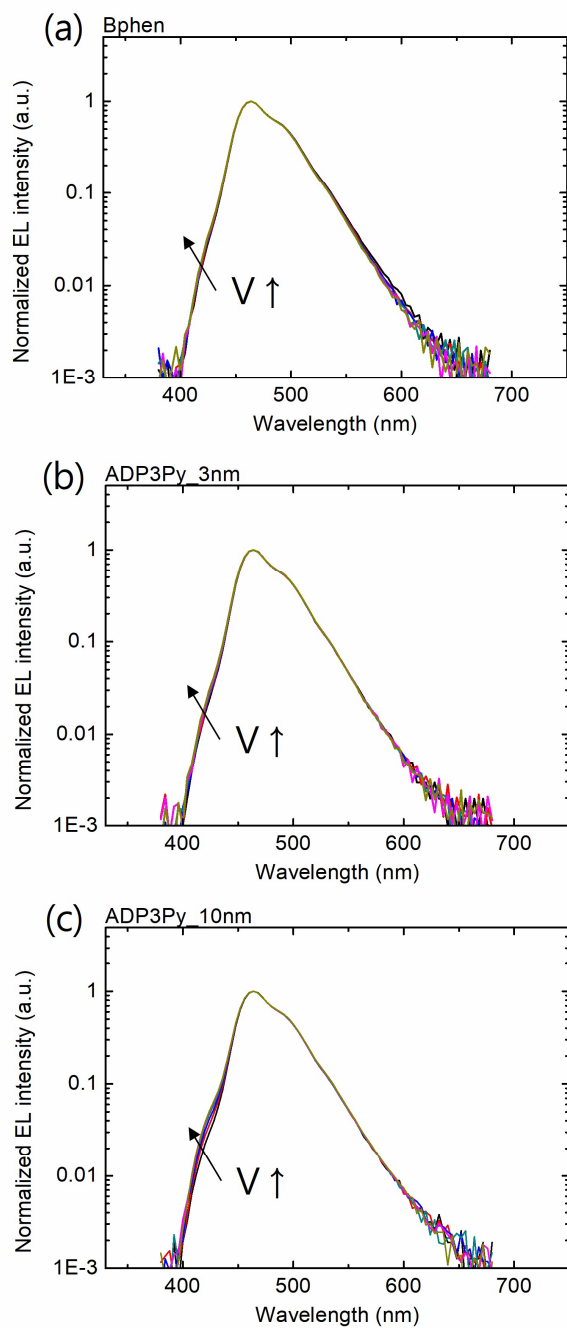 (a) Bphen
Normalized EL intensity (a.u.)
1
0.1
0.01
1E-3
V ↑
400 500 600 700
Wavelength (nm)
(b) ADP3Py_3nm
Normalized EL intensity (a.u.)
1
0.1
0.01
1E-3
V ↑
400 500 600 700
Wavelength (nm)
(c) ADP3Py_10nm
Normalized EL intensity (a.u.)
1
0.1
0.01
1E-3
V ↑
400 500 600 700
Wavelength (nm)